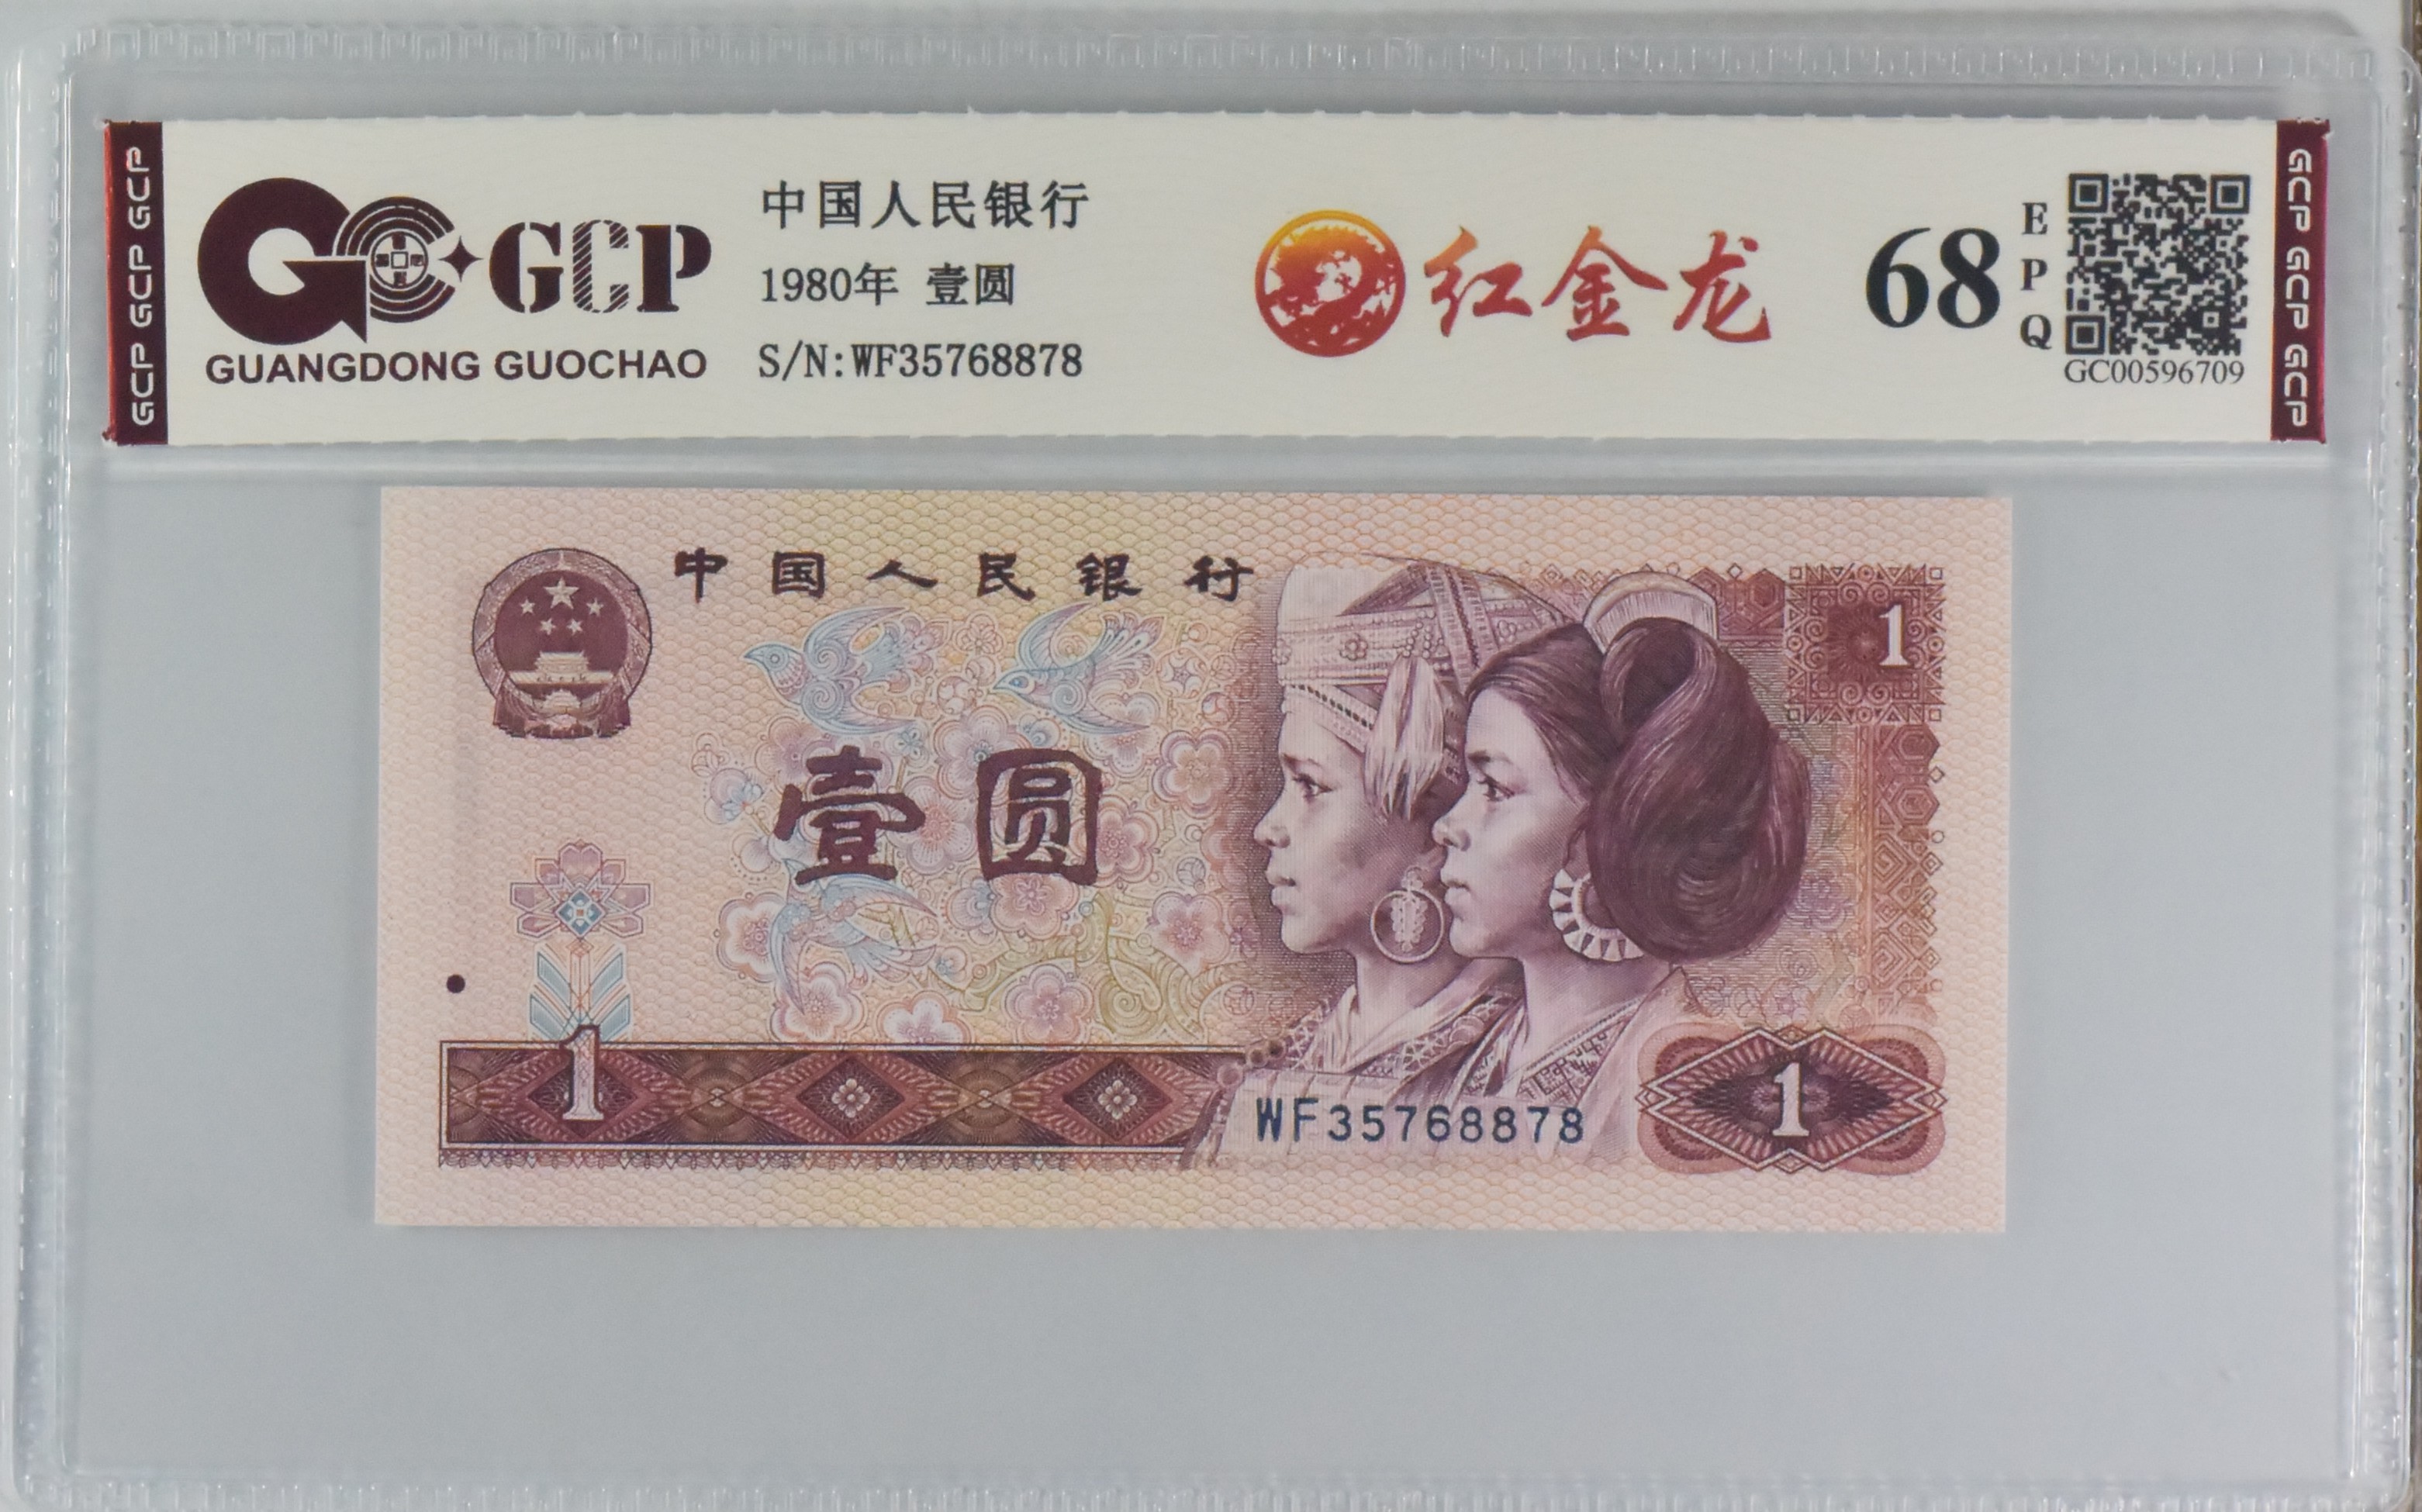 GCP GCP GCP
GCP
GUANGDONG GUOCHAO
中国人民银行
1980年 壹圆
S/N:WF35768878
红金龙
68
EPQ
GC00596709
GCP GCP GCP GCP
中国人民银行
1
壹圆
1
WF35768878
1